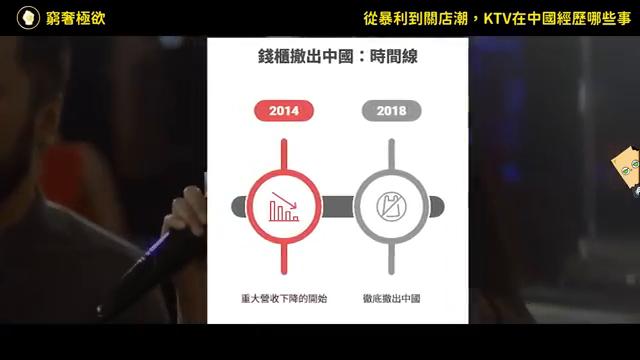 窮奢極欲
從暴利到關店潮，KTV在中國經歷哪些事
錢櫃撤出中國：時間線
2014
2018
重大營收下降的開始
徹底撤出中國